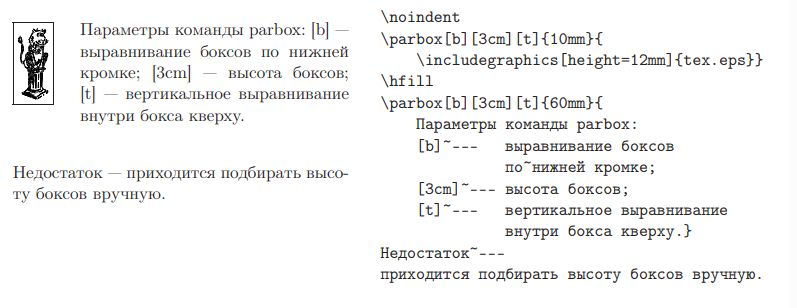 Параметры команды parbox: [b] —
выравнивание боксов по нижней
кромке; [3cm] — высота боксов;
[t] — вертикальное выравнивание
внутри бокса кверху.
Недостаток — приходится подбирать высо-
ту боксов вручную.
\noindent
\parbox[b][3cm][t]{10mm}{
    \includegraphics[height=12mm]{tex.eps}}
\hfill
\parbox[b][3cm][t]{60mm}{
    Параметры команды parbox:
    [b]~---   выравнивание боксов
              по~нижней кромке;
    [3cm]~--- высота боксов;
    [t]~---   вертикальное выравнивание
              внутри бокса кверху.}
Недостаток~---
приходится подбирать высоту боксов вручную.